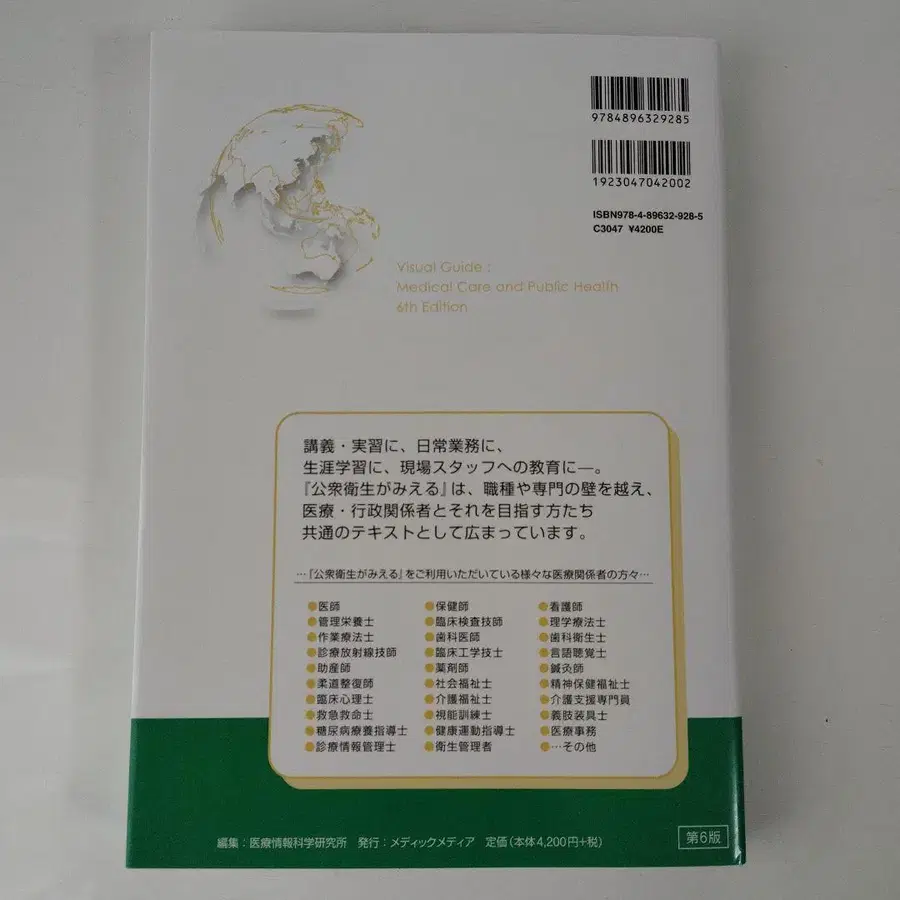 9784896329285
1923047042002
ISBN978-4-89632-928-5
C3047 ¥4200E
Visual Guide :
Medical Care and Public Health
6th Edition
講義・実習に、日常業務に、
生涯学習に、現場スタッフへの教育に―。
『公衆衛生がみえる』は、職種や専門の壁を越え、
医療・行政関係者とそれを目指す方たち
共通のテキストとして広まっています。
…『公衆衛生がみえる』をご利用いただいている様々な医療関係者の方々…
●医師 ●保健師 ●看護師
●管理栄養士 ●臨床検査技師 ●理学療法士
●作業療法士 ●歯科医師 ●歯科衛生士
●診療放射線技師 ●臨床工学技士 ●言語聴覚士
●助産師 ●薬剤師 ●鍼灸師
●柔道整復師 ●社会福祉士 ●精神保健福祉士
●臨床心理士 ●介護福祉士 ●介護支援専門員
●救急救命士 ●視能訓練士 ●義肢装具士
●糖尿病療養指導士 ●健康運動指導士 ●医療事務
●診療情報管理士 ●衛生管理者 ●…その他
編集：医療情報科学研究所 発行：メディックメディア 定価（本体4,200円+税）
第6版